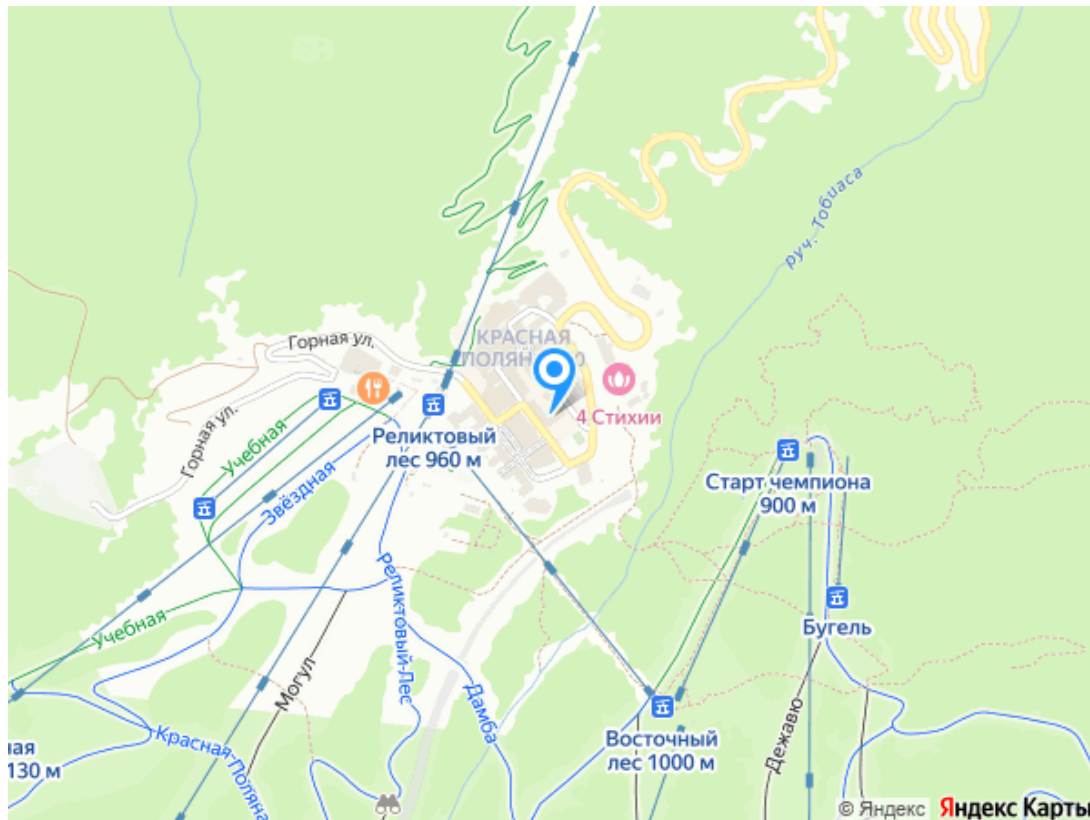 руч. Тобиаса
Горная ул.
КРАСНАЯ
4 Стихии
Горная ул.
Учебная
Реликтовый
лес 960 м
Звёздная
Старт чемпиона
900 м
Реликтовый-Лес
Бугель
Учебная
Могул
Дамба
Дежавю
Красная-Поляна
Восточный
лес 1000 м
ная
130 м
© Яндекс Яндекс Карты